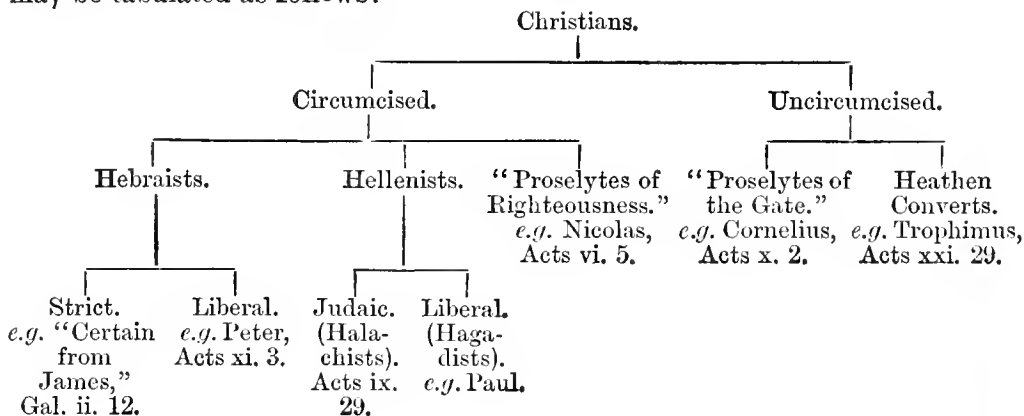 may be tabulated as follows:
Christians.
Circumcised.
Uncircumcised.
Hebraists.
Hellenists.
"Proselytes of
Righteousness."
e.g. Nicolas,
Acts vi. 5.
"Proselytes of
the Gate."
e.g. Cornelius,
Acts x. 2.
Heathen
Converts.
e.g. Trophimus,
Acts xxi. 29.
Strict.
e.g. "Certain
from
James,"
Gal. ii. 12.
Liberal.
e.g. Peter,
Acts xi. 3.
Judaic.
(Hala-
chists).
Acts ix.
29.
Liberal.
(Haga-
dists).
e.g. Paul.